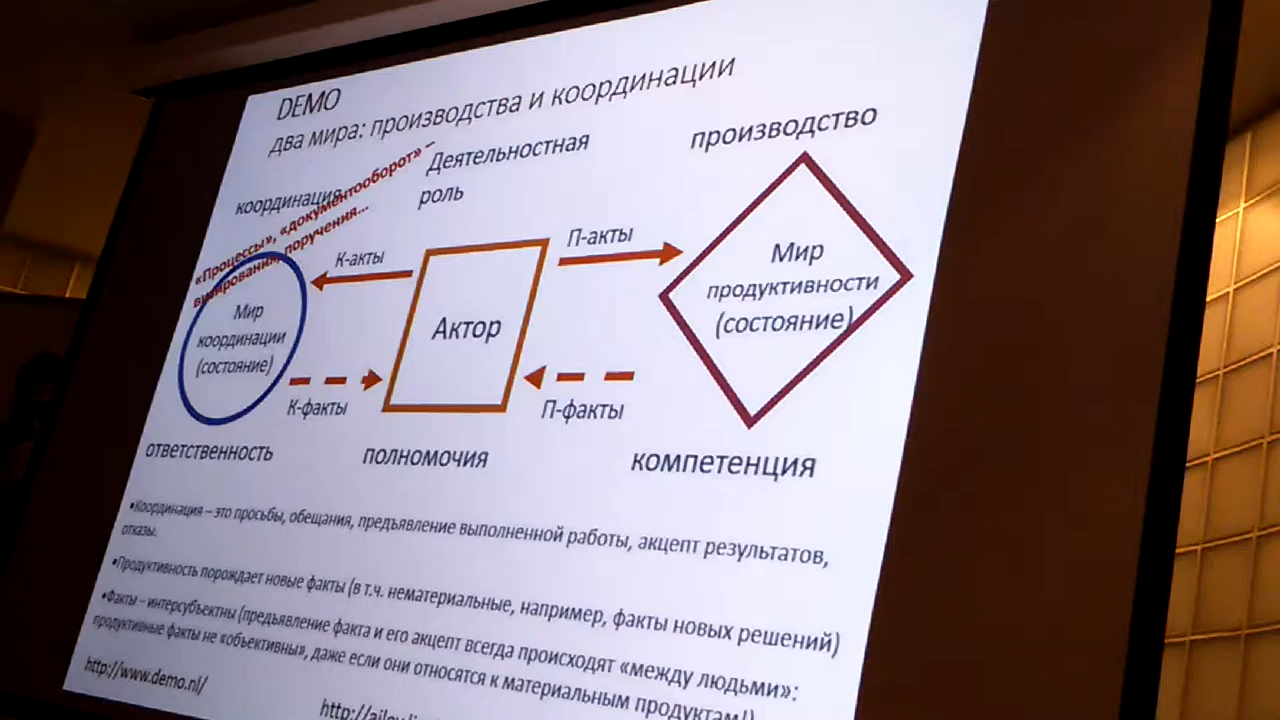 DEMO
два мира: производства и координации
производство
Деятельностная
роль
координация
«Процессы», «документооборот» –
поручения...
К-акты
П-акты
Мир
координации
(состояние)
Актор
Мир
продуктивности
(состояние)
К-факты
П-факты
ответственность
полномочия
компетенция
•Координация – это просьбы, обещания, предъявление выполненной работы, акцепт результатов,
отказы.
•Продуктивность порождает новые факты (в т.ч. нематериальные, например, факты новых решений)
•Факты – интерсубъектны (предъявление факта и его акцепт всегда происходят «между людьми»:
продуктивные факты не «объективны», даже если они относятся к материальным продуктам!)
http://www.demo.nl/